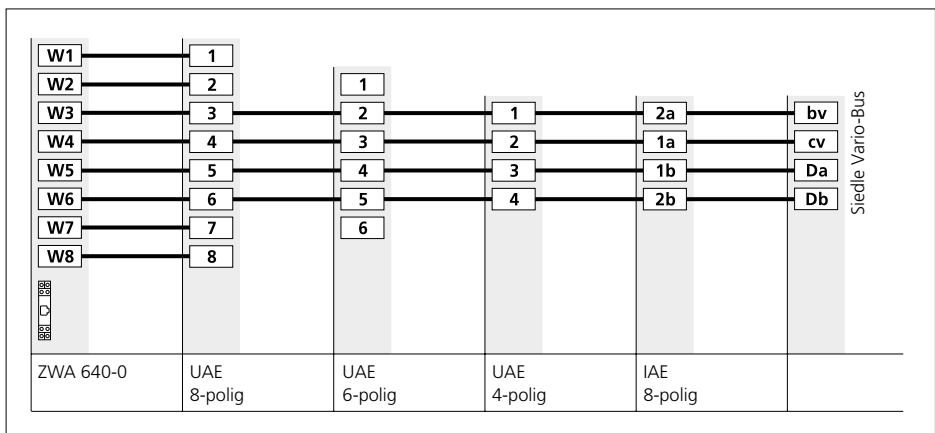 W1 1
W2 2 1
W3 3 2 1 2a bv
W4 4 3 2 1a cv
W5 5 4 3 1b Da
W6 6 5 4 2b Db
W7 7 6
W8 8
Siedle Vario-Bus
ZWA 640-0 UAE UAE UAE IAE
8-polig 6-polig 4-polig 8-polig